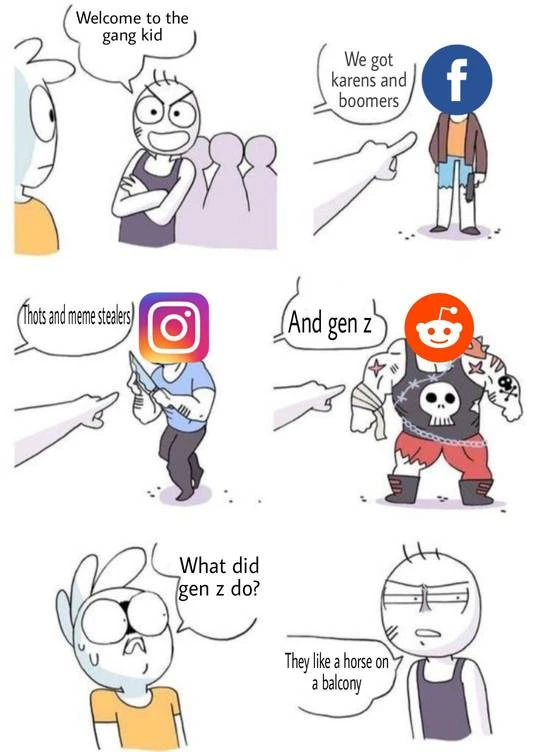 Welcome to the
gang kid
We got
karens and
boomers
f
Thots and meme stealers
And gen z
What did
gen z do?
They like a horse on
a balcony